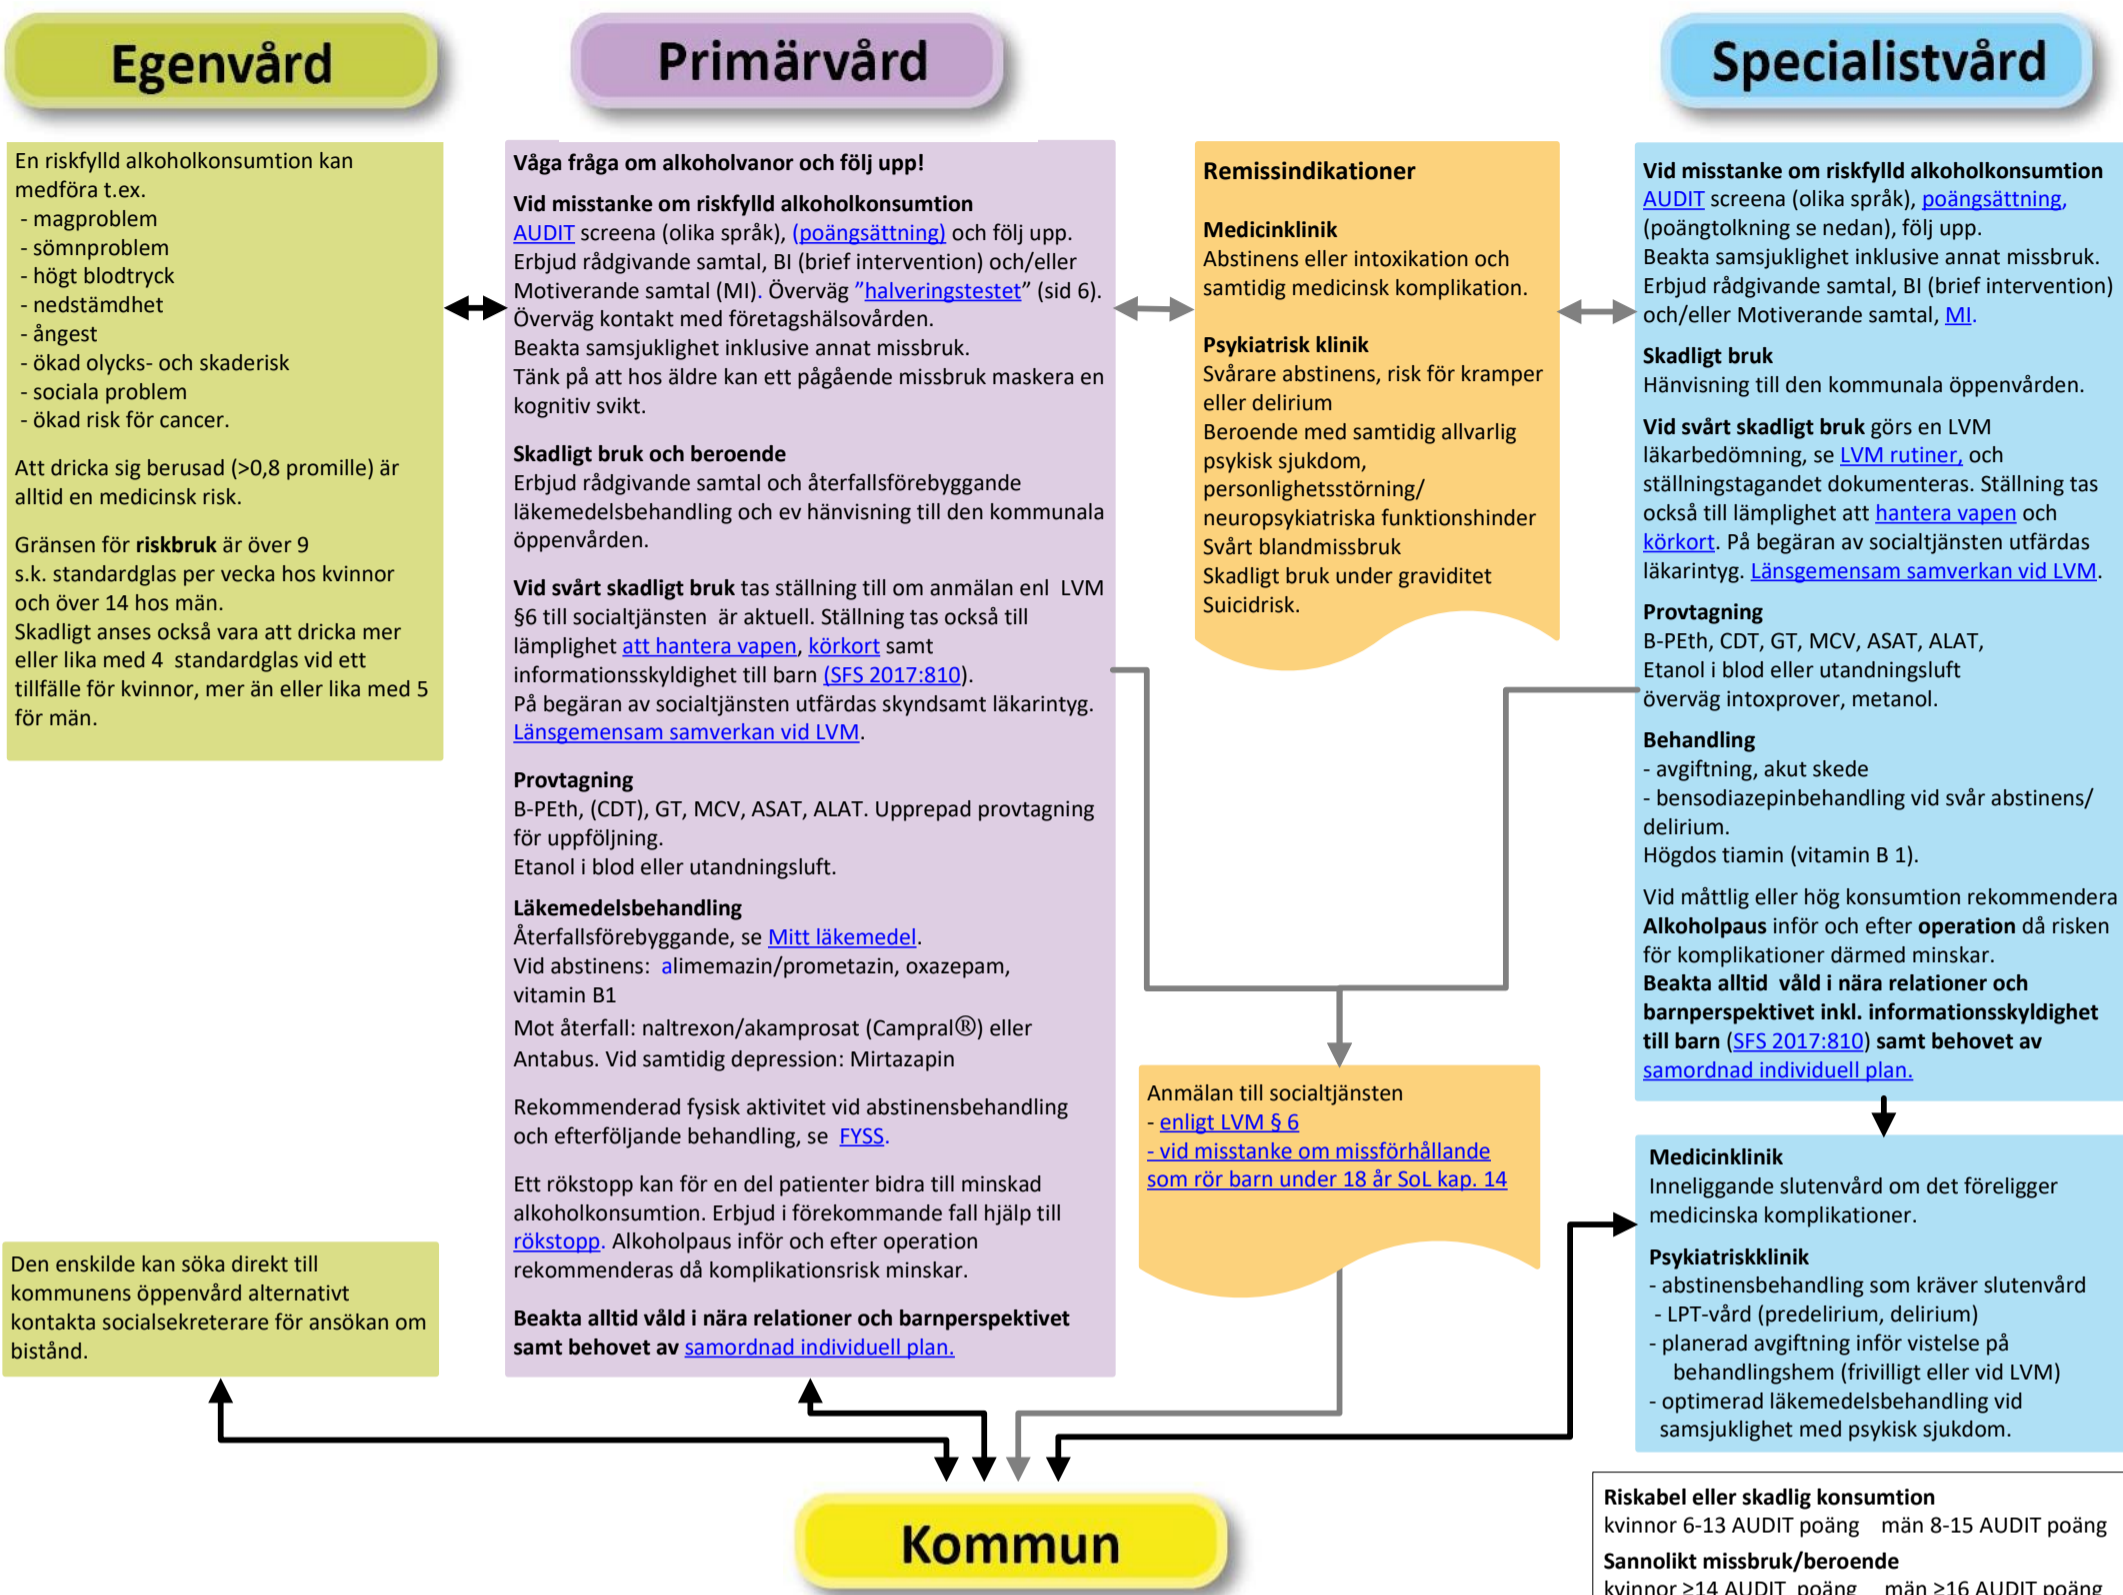 Egenvård
Primärvård
Specialistvård
En riskfylld alkoholkonsumtion kan
medföra t.ex.
- magproblem
- sömnproblem
- högt blodtryck
- nedstämdhet
- ångest
- ökad olycks- och skaderisk
- sociala problem
- ökad risk för cancer.
Att dricka sig berusad (>0,8 promille) är
alltid en medicinsk risk.
Gränsen för riskbruk är över 9
s.k. standardglas per vecka hos kvinnor
och över 14 hos män.
Skadligt anses också vara att dricka mer
eller lika med 4 standardglas vid ett
tillfälle för kvinnor, mer än eller lika med 5
för män.
Den enskilde kan söka direkt till
kommunens öppenvård alternativt
kontakta socialsekreterare för ansökan om
bistånd.
Våga fråga om alkoholvanor och följ upp!
Vid misstanke om riskfylld alkoholkonsumtion
AUDIT screena (olika språk), (poängsättning) och följ upp.
Erbjud rådgivande samtal, BI (brief intervention) och/eller
Motiverande samtal (MI). Överväg ”halveringstestet” (sid 6).
Överväg kontakt med företagshälsovården.
Beakta samsjuklighet inklusive annat missbruk.
Tänk på att hos äldre kan ett pågående missbruk maskera en
kognitiv svikt.
Skadligt bruk och beroende
Erbjud rådgivande samtal och återfallsförebyggande
läkemedelsbehandling och ev hänvisning till den kommunala
öppenvården.
Vid svårt skadligt bruk tas ställning till om anmälan enl LVM
§6 till socialtjänsten är aktuell. Ställning tas också till
lämplighet att hantera vapen, körkort samt
informationsskyldighet till barn (SFS 2017:810).
På begäran av socialtjänsten utfärdas skyndsamt läkarintyg.
Länsgemensam samverkan vid LVM.
Provtagning
B-PEth, (CDT), GT, MCV, ASAT, ALAT. Upprepad provtagning
för uppföljning.
Etanol i blod eller utandningsluft.
Läkemedelsbehandling
Återfallsförebyggande, se Mitt läkemedel.
Vid abstinens: alimemazin/prometazin, oxazepam,
vitamin B1
Mot återfall: naltrexon/akamprosat (Campral®) eller
Antabus. Vid samtidig depression: Mirtazapin
Rekommenderad fysisk aktivitet vid abstinensbehandling
och efterföljande behandling, se FYSS.
Ett rökstopp kan för en del patienter bidra till minskad
alkoholkonsumtion. Erbjud i förekommande fall hjälp till
rökstopp. Alkoholpaus inför och efter operation
rekommenderas då komplikationsrisk minskar.
Beakta alltid våld i nära relationer och barnperspektivet
samt behovet av samordnad individuell plan.
Remissindikationer
Medicinklinik
Abstinens eller intoxikation och
samtidig medicinsk komplikation.
Psykiatrisk klinik
Svårare abstinens, risk för kramper
eller delirium
Beroende med samtidig allvarlig
psykisk sjukdom,
personlighetsstörning/
neuropsykiatriska funktionshinder
Svårt blandmissbruk
Skadligt bruk under graviditet
Suicidrisk.
Anmälan till socialtjänsten
- enligt LVM § 6
- vid misstanke om missförhållande
som rör barn under 18 år SoL kap. 14
Vid misstanke om riskfylld alkoholkonsumtion
AUDIT screena (olika språk), poängsättning,
(poängtolkning se nedan), följ upp.
Beakta samsjuklighet inklusive annat missbruk.
Erbjud rådgivande samtal, BI (brief intervention)
och/eller Motiverande samtal, MI.
Skadligt bruk
Hänvisning till den kommunala öppenvården.
Vid svårt skadligt bruk görs en LVM
läkarbedömning, se LVM rutiner, och
ställningstagandet dokumenteras. Ställning tas
också till lämplighet att hantera vapen och
körkort. På begäran av socialtjänsten utfärdas
läkarintyg. Länsgemensam samverkan vid LVM.
Provtagning
B-PEth, CDT, GT, MCV, ASAT, ALAT,
Etanol i blod eller utandningsluft
överväg intoxprover, metanol.
Behandling
- avgiftning, akut skede
- bensodiazepinbehandling vid svår abstinens/
delirium.
Högdos tiamin (vitamin B 1).
Vid måttlig eller hög konsumtion rekommendera
Alkoholpaus inför och efter operation då risken
för komplikationer därmed minskar.
Beakta alltid våld i nära relationer och
barnperspektivet inkl. informationsskyldighet
till barn (SFS 2017:810) samt behovet av
samordnad individuell plan.
Medicinklinik
Inneliggande slutenvård om det föreligger
medicinska komplikationer.
Psykiatriskklinik
- abstinensbehandling som kräver slutenvård
- LPT-vård (predelirium, delirium)
- planerad avgiftning inför vistelse på
behandlingshem (frivilligt eller vid LVM)
- optimerad läkemedelsbehandling vid
samsjuklighet med psykisk sjukdom.
Kommun
Riskabel eller skadlig konsumtion
kvinnor 6-13 AUDIT poäng män 8-15 AUDIT poäng
Sannolikt missbruk/beroende
kvinnor ≥14 AUDIT poäng män ≥16 AUDIT poäng